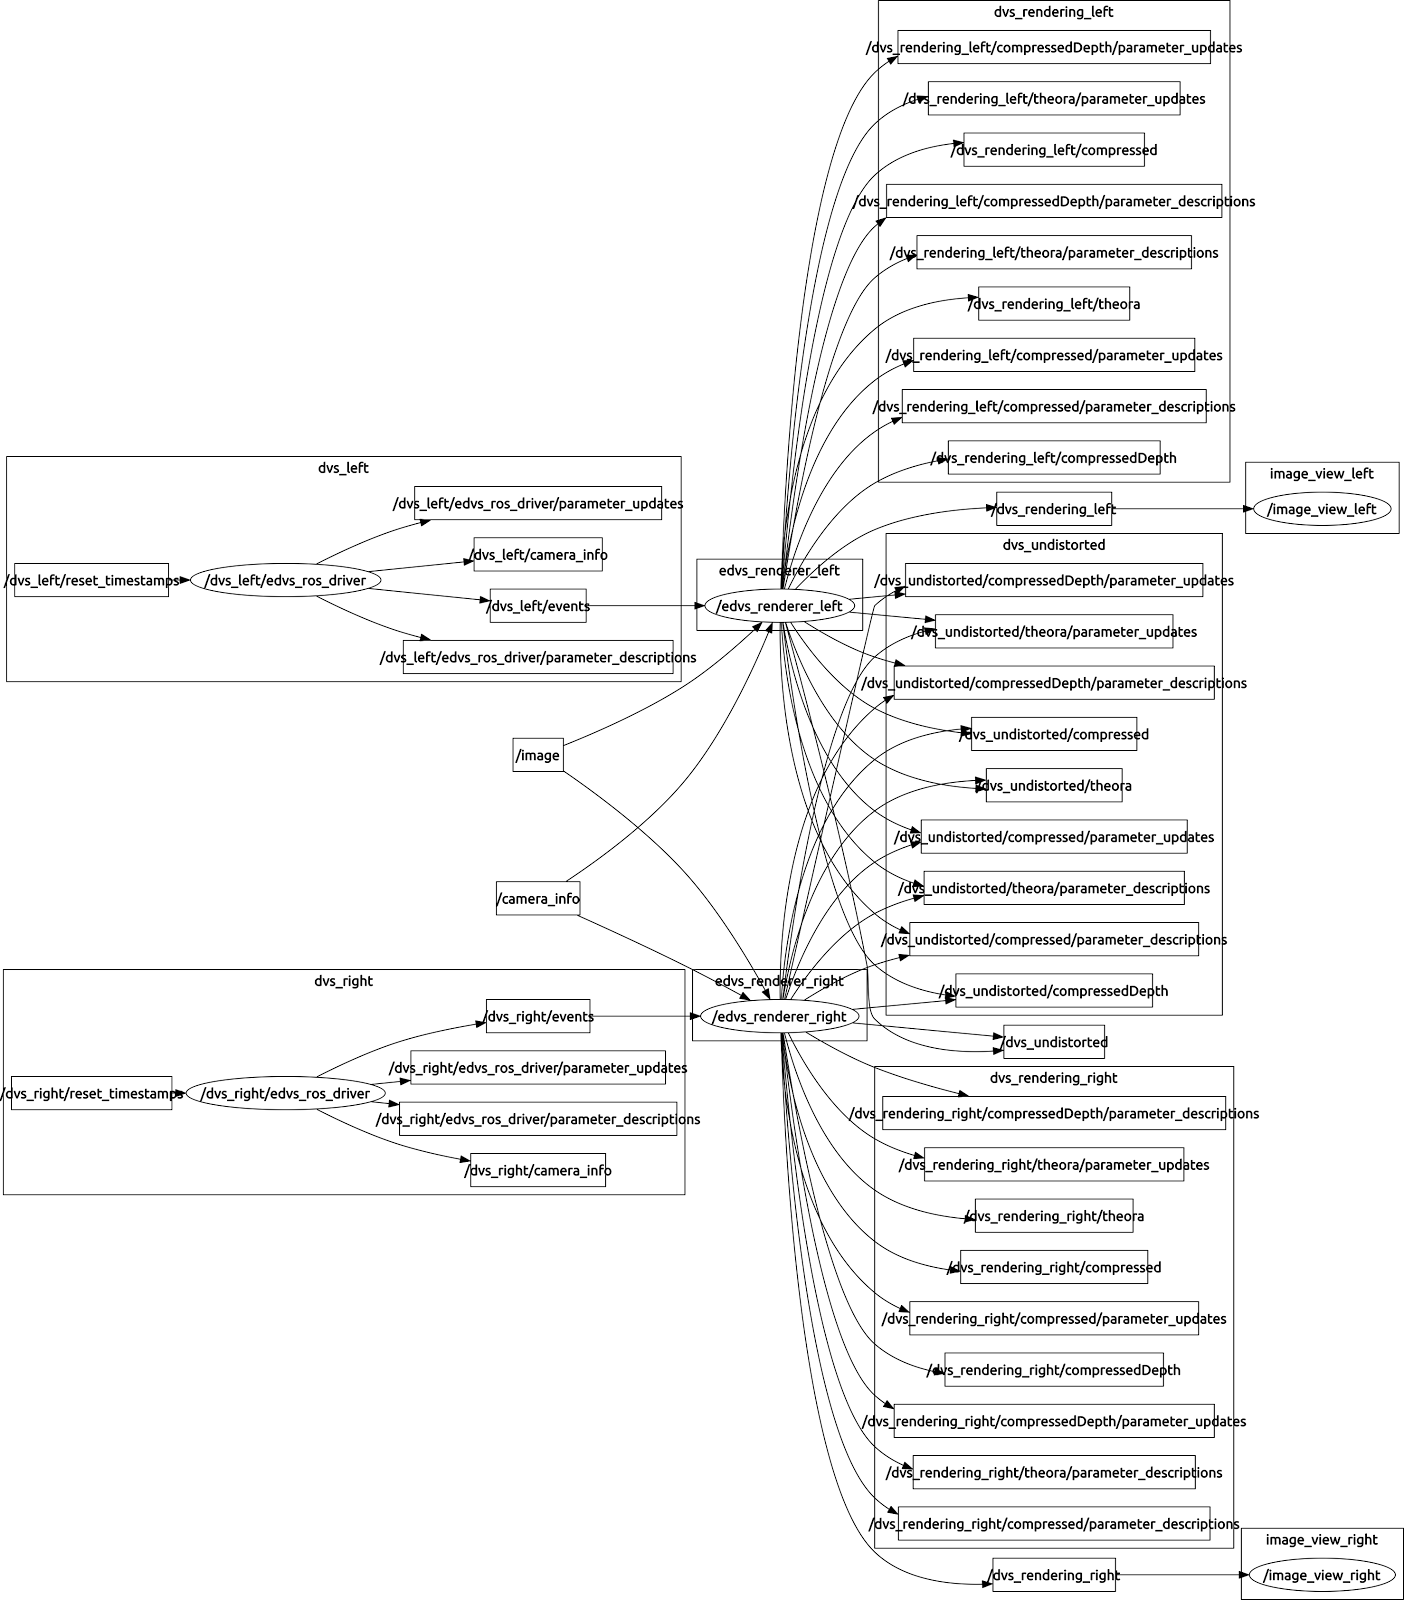 dvs_rendering_left
/dvs_rendering_left/compressedDepth/parameter_updates
/dvs_rendering_left/theora/parameter_updates
/dvs_rendering_left/compressed
/dvs_rendering_left/compressedDepth/parameter_descriptions
/dvs_rendering_left/theora/parameter_descriptions
/dvs_rendering_left/theora
/dvs_rendering_left/compressed/parameter_updates
/dvs_rendering_left/compressed/parameter_descriptions
/dvs_rendering_left/compressedDepth
/dvs_rendering_left
image_view_left
/image_view_left
dvs_left
/dvs_left/edvs_ros_driver/parameter_updates
/dvs_left/camera_info
/dvs_left/reset_timestamps
/dvs_left/edvs_ros_driver
/dvs_left/events
/dvs_left/edvs_ros_driver/parameter_descriptions
edvs_renderer_left
/edvs_renderer_left
dvs_undistorted
/dvs_undistorted/compressedDepth/parameter_updates
/dvs_undistorted/theora/parameter_updates
/dvs_undistorted/compressedDepth/parameter_descriptions
/dvs_undistorted/compressed
/dvs_undistorted/theora
/dvs_undistorted/compressed/parameter_updates
/dvs_undistorted/theora/parameter_descriptions
/dvs_undistorted/compressed/parameter_descriptions
/dvs_undistorted/compressedDepth
/dvs_undistorted
/image
/camera_info
dvs_right
/dvs_right/events
/dvs_right/edvs_ros_driver/parameter_updates
/dvs_right/reset_timestamps
/dvs_right/edvs_ros_driver
/dvs_right/edvs_ros_driver/parameter_descriptions
/dvs_right/camera_info
edvs_renderer_right
/edvs_renderer_right
dvs_rendering_right
/dvs_rendering_right/compressedDepth/parameter_descriptions
/dvs_rendering_right/theora/parameter_updates
/dvs_rendering_right/theora
/dvs_rendering_right/compressed
/dvs_rendering_right/compressed/parameter_updates
/dvs_rendering_right/compressedDepth
/dvs_rendering_right/compressedDepth/parameter_updates
/dvs_rendering_right/theora/parameter_descriptions
/dvs_rendering_right/compressed/parameter_descriptions
/dvs_rendering_right
image_view_right
/image_view_right